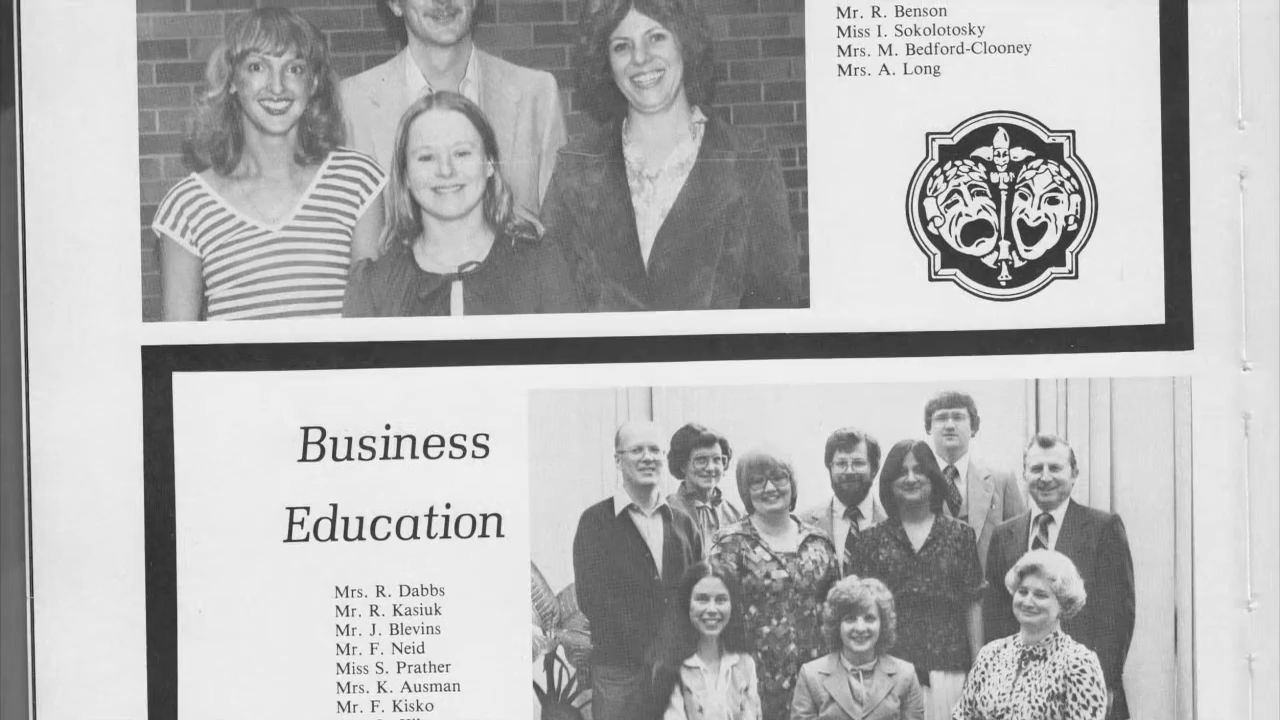 Mr. R. Benson
Miss I. Sokolotosky
Mrs. M. Bedford-Clooney
Mrs. A. Long
Business
Education
Mrs. R. Dabbs
Mr. R. Kasiuk
Mr. J. Blevins
Mr. F. Neid
Miss S. Prather
Mrs. K. Ausman
Mr. F. Kisko